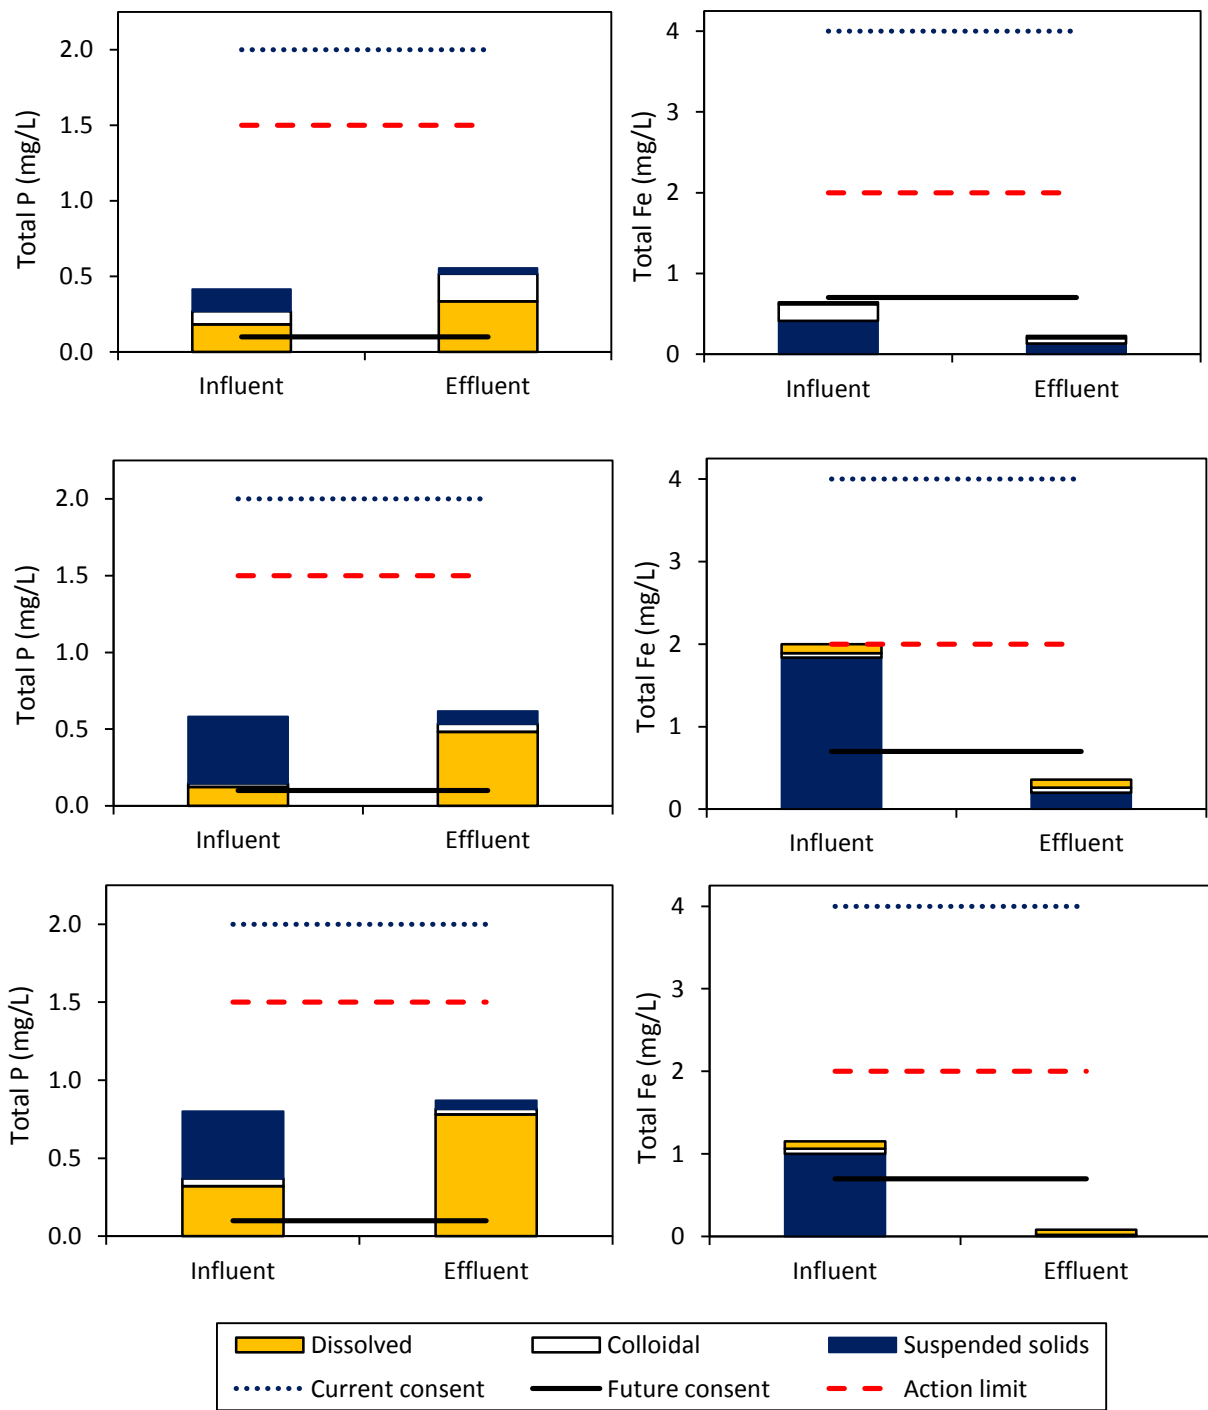 Total P (mg/L)
2.0
1.5
1.0
0.5
0.0
Influent
Effluent
Total Fe (mg/L)
4
3
2
1
0
Influent
Effluent
Total P (mg/L)
2.0
1.5
1.0
0.5
0.0
Influent
Effluent
Total Fe (mg/L)
4
3
2
1
0
Influent
Effluent
Total P (mg/L)
2.0
1.5
1.0
0.5
0.0
Influent
Effluent
Total Fe (mg/L)
4
3
2
1
0
Influent
Effluent
Dissolved
Colloidal
Suspended solids
Current consent
Future consent
Action limit